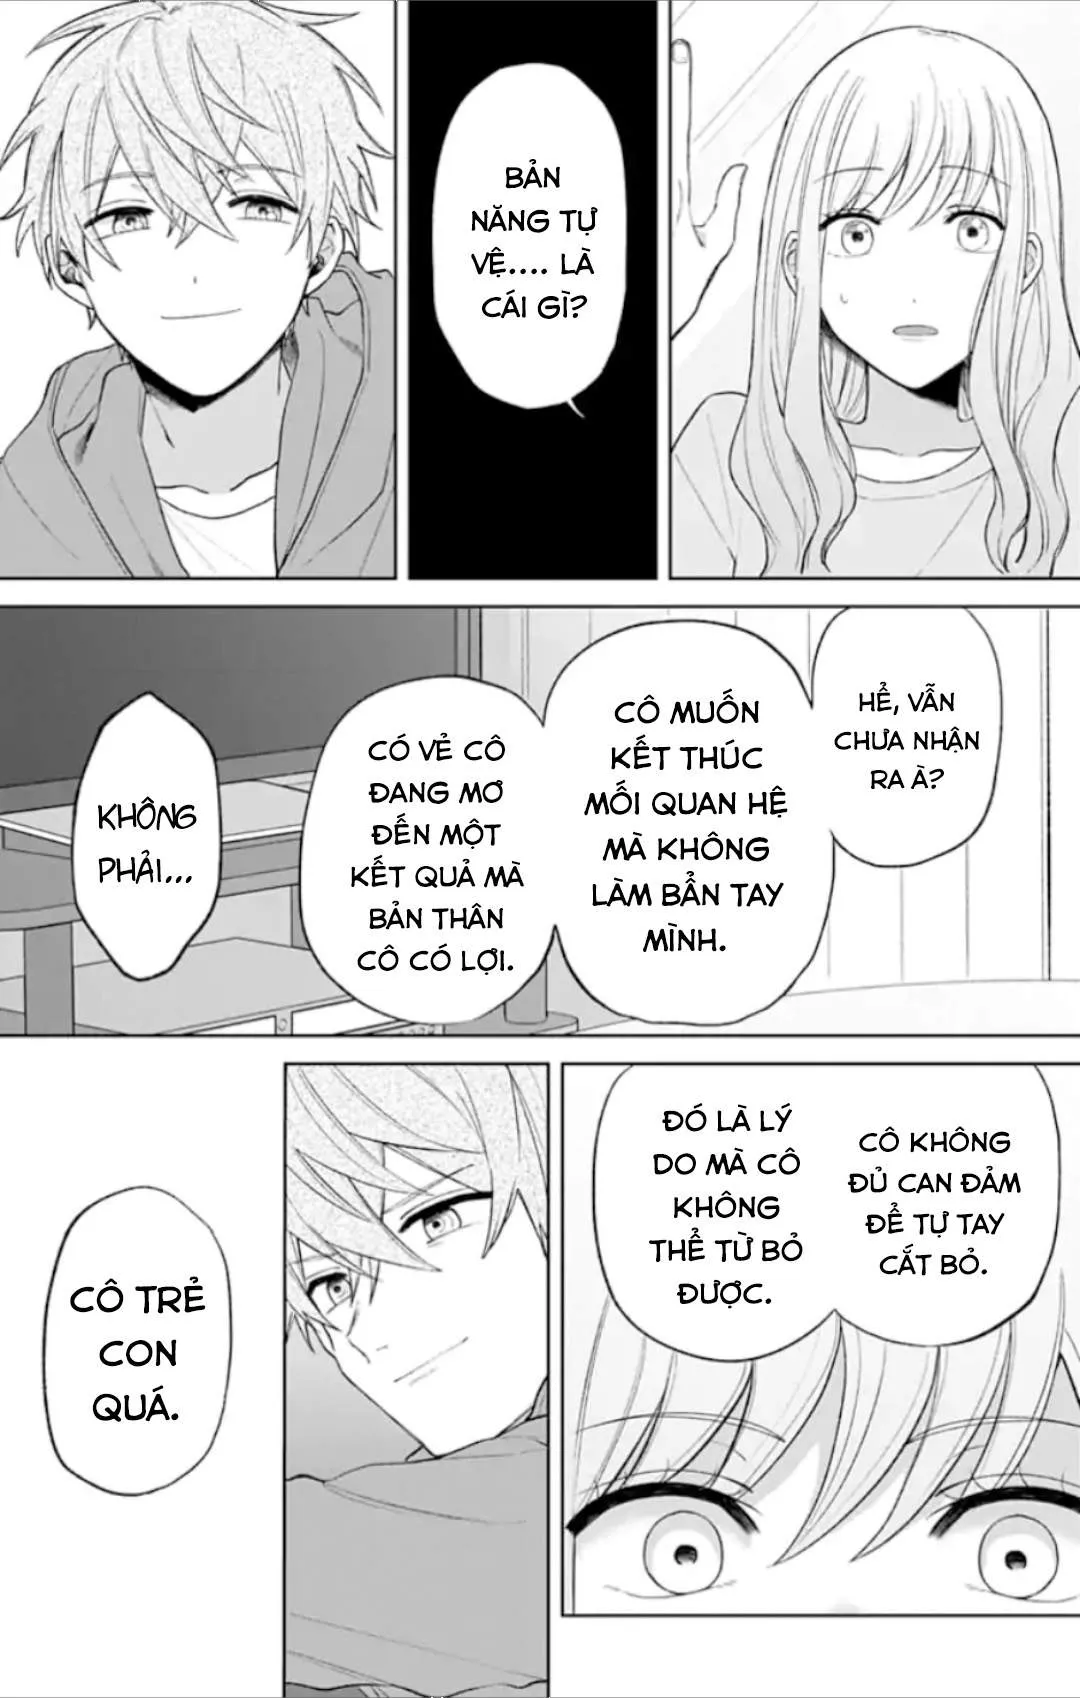 BẢN
NĂNG TỰ
VỆ.... LÀ
CÁI GÌ?
HỂ, VẪN
CHƯA NHẬN
RA À?
CÔ MUỐN
KẾT THÚC
MỐI QUAN HỆ
MÀ KHÔNG
LÀM BẨN TAY
MÌNH.
CÓ VẺ CÔ
ĐANG MƠ
ĐẾN MỘT
KẾT QUẢ MÀ
BẢN THÂN
CÔ CÓ LỢI.
KHÔNG
PHẢI...
CÔ KHÔNG
ĐỦ CAN ĐẢM
ĐỂ TỰ TAY
CẮT BỎ.
ĐÓ LÀ LÝ
DO MÀ CÔ
KHÔNG
THỂ TỪ BỎ
ĐƯỢC.
CÔ TRẺ
CON
QUÁ.